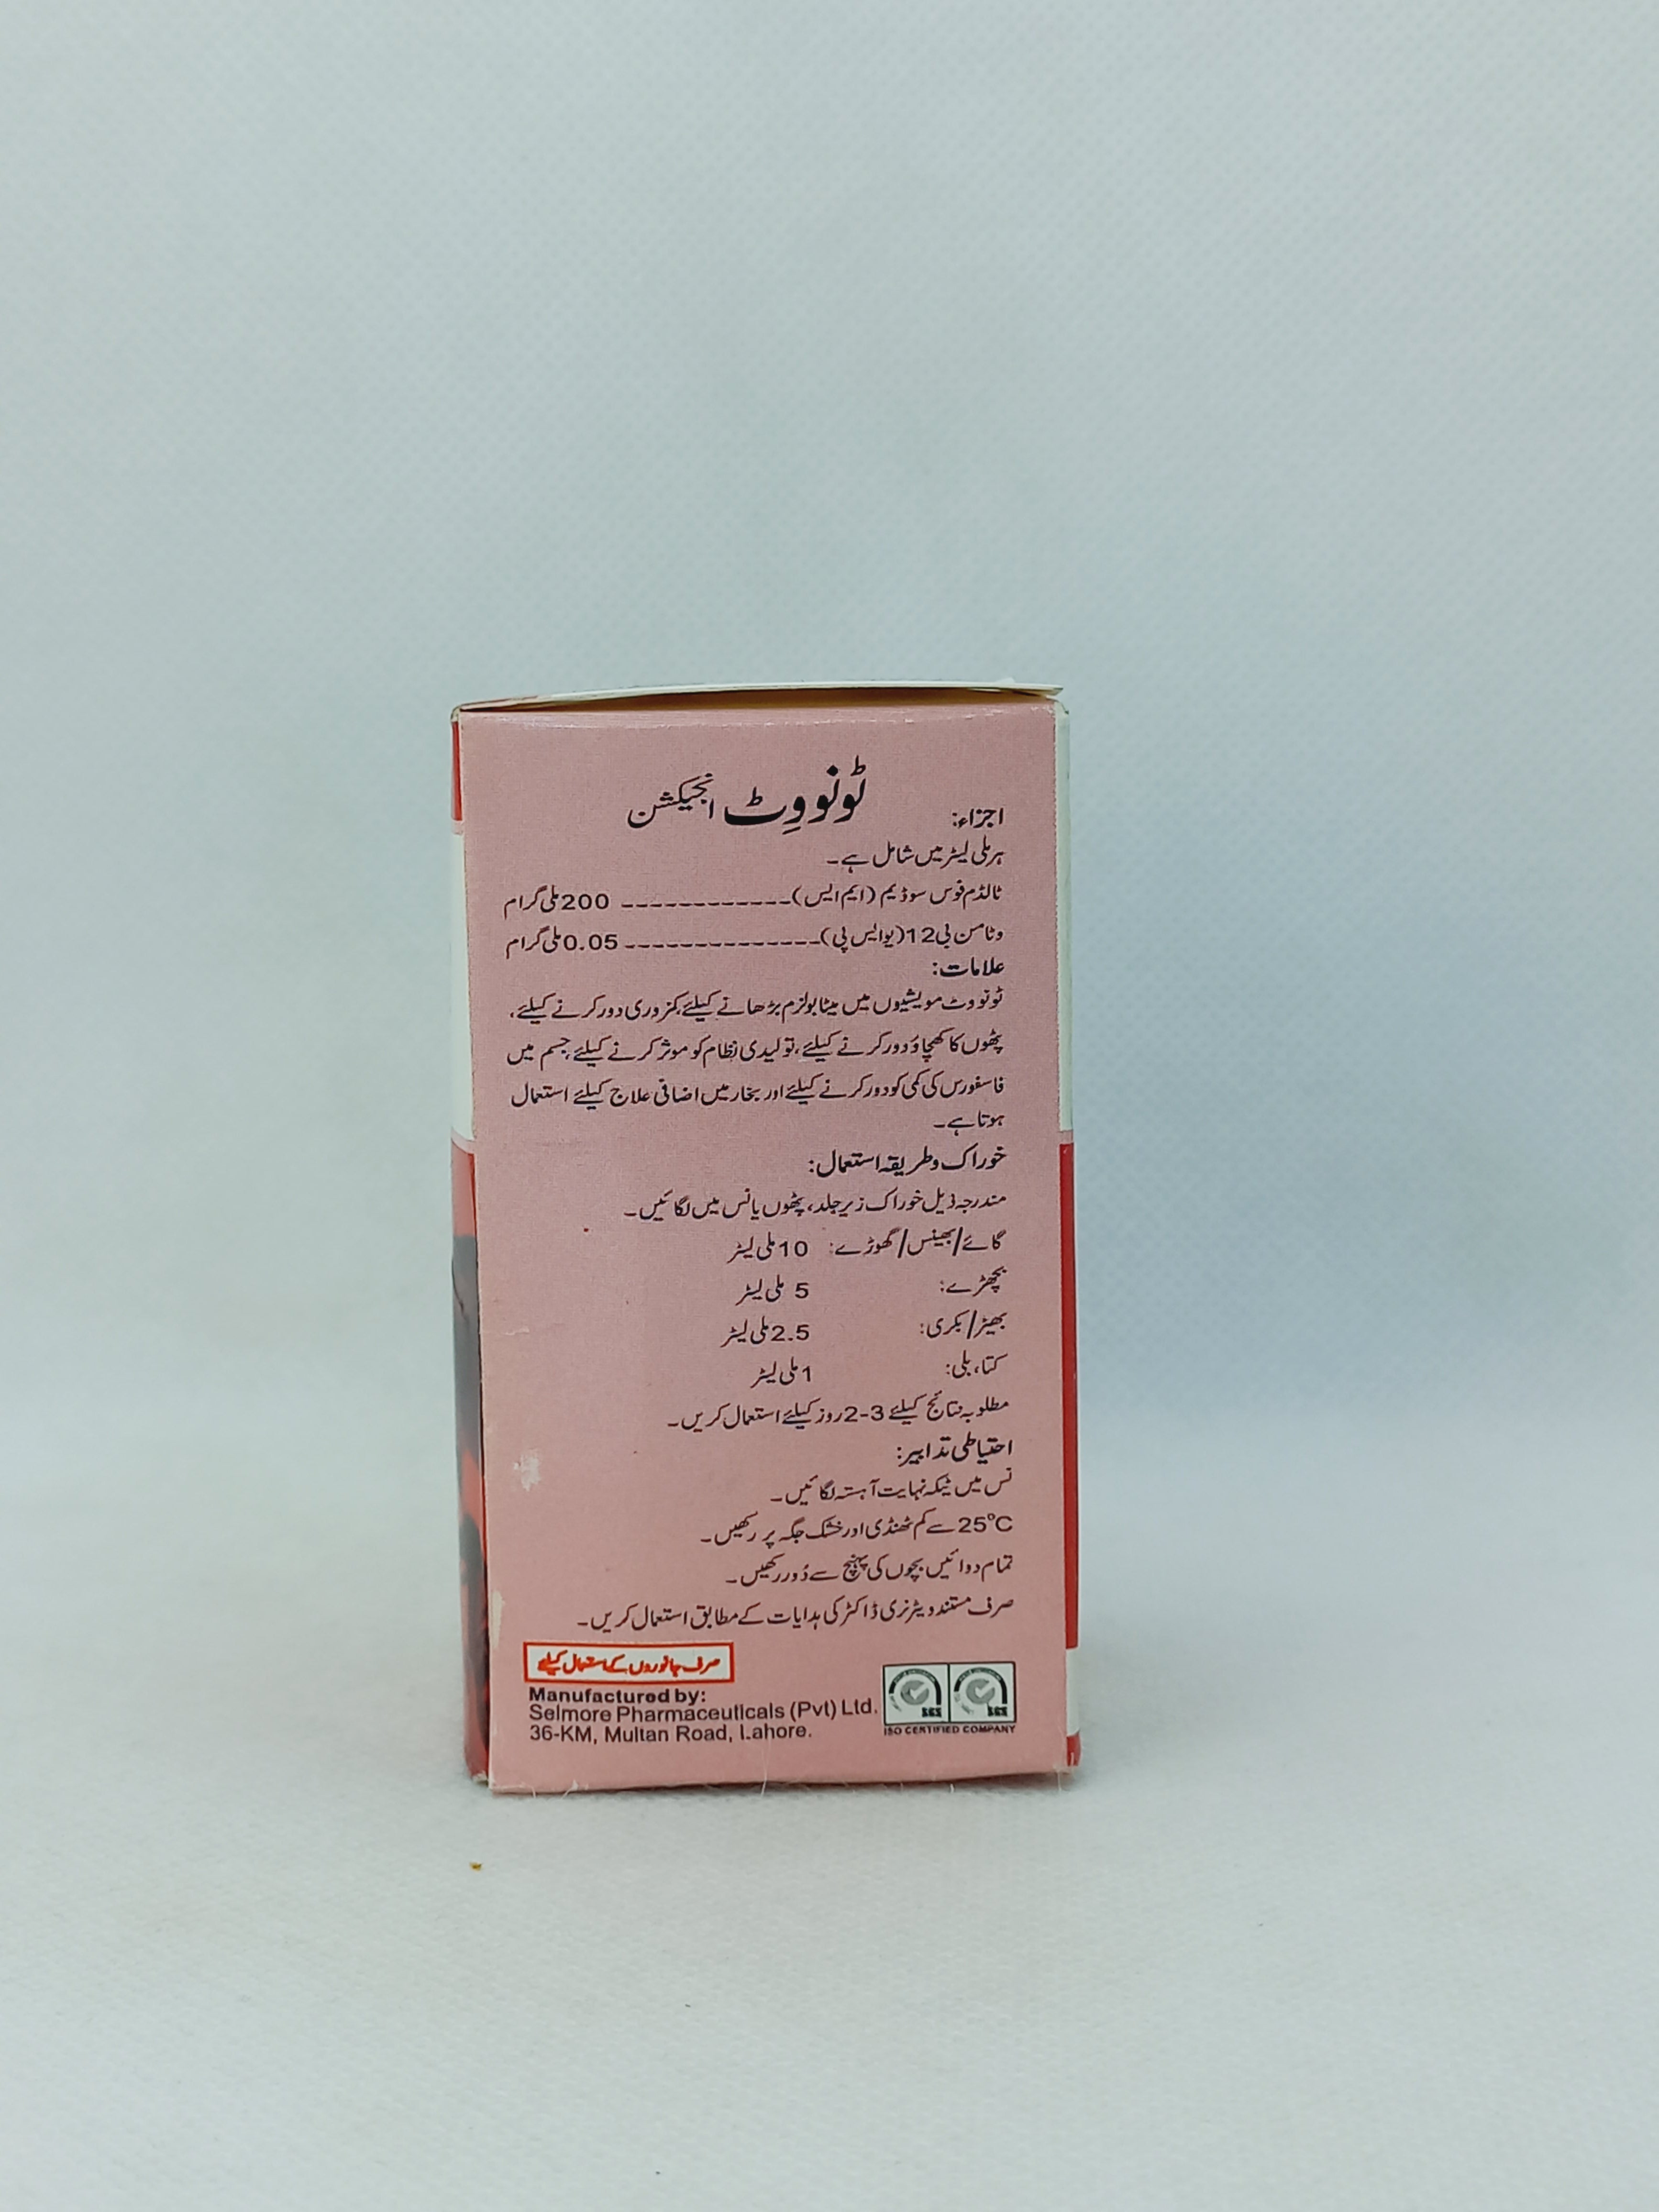 ٹونووِٹ انجیکشن
اجزاء:
ہر ملی لیٹر میں شامل ہے۔
ٹالڈم فوس سوڈیم (ایم ایس)------------ 200 ملی گرام
وٹامن بی 12 (یو ایس پی)-------------- 0.05 ملی گرام
علامات:
ٹونووٹ مویشیوں میں میٹابولزم بڑھانے کیلئے، کمزوری دور کرنے کیلئے،
پٹھوں کا کھچاؤ دور کرنے کیلئے، تولیدی نظام کو موثر کرنے کیلئے، جسم میں
فاسفورس کی کمی کو دور کرنے کیلئے اور بخار میں اضافی علاج کیلئے استعمال
ہوتا ہے۔
خوراک وطریقہ استعمال:
مندرجہ ذیل خوراک زیر جلد، پٹھوں یا نس میں لگائیں۔
گائے/بھینس/گھوڑے: 10 ملی لیٹر
بچھڑے: 5 ملی لیٹر
بھیڑ/بکری: 2.5 ملی لیٹر
کتا، بلی: 1 ملی لیٹر
مطلوبہ نتائج کیلئے 3-2 روز کیلئے استعمال کریں۔
احتیاطی تدابیر:
نس میں ٹیکہ نہایت آہستہ لگائیں۔
25°C سے کم ٹھنڈی اور خشک جگہ پر رکھیں۔
تمام دوائیں بچوں کی پہنچ سے دُور رکھیں۔
صرف مستند ویٹرنری ڈاکٹر کی ہدایات کے مطابق استعمال کریں۔
صرف جانوروں کے استعمال کیلئے
Manufactured by:
Selmore Pharmaceuticals (Pvt) Ltd.
36-KM, Multan Road, Lahore.
ISO CERTIFIED COMPANY